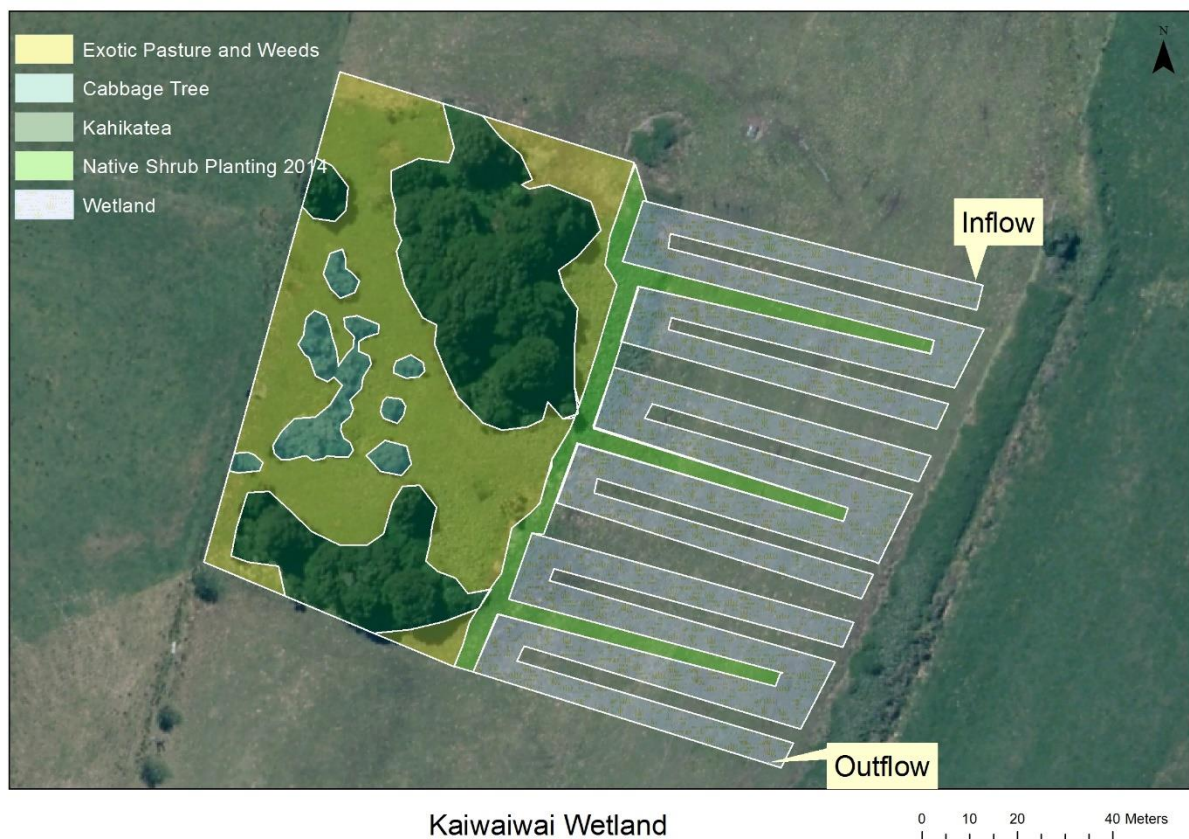 N
Exotic Pasture and Weeds
Cabbage Tree
Kahikatea
Native Shrub Planting 2014
Wetland
Inflow
Outflow
Kaiwaiwai Wetland
0 10 20 40 Meters